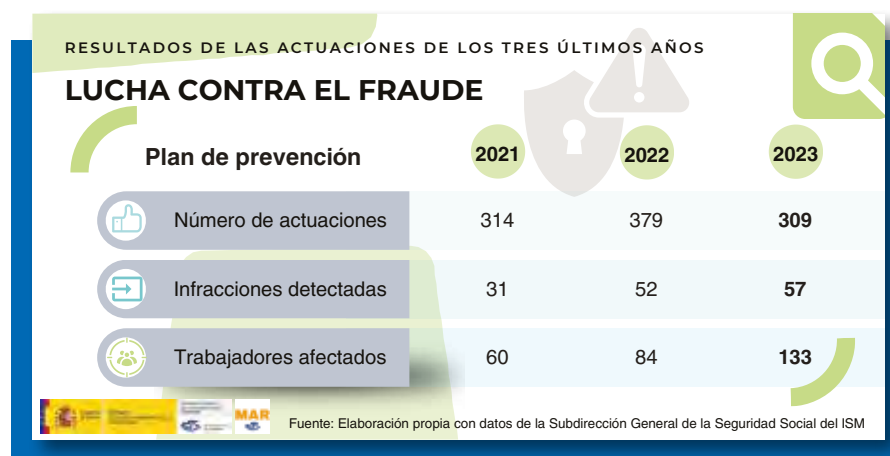 RESULTADOS DE LAS ACTUACIONES DE LOS TRES ÚLTIMOS AÑOS
LUCHA CONTRA EL FRAUDE
Plan de prevención 2021 2022 2023
Número de actuaciones 314 379 309
Infracciones detectadas 31 52 57
Trabajadores afectados 60 84 133
MAR
Fuente: Elaboración propia con datos de la Subdirección General de la Seguridad Social del ISM